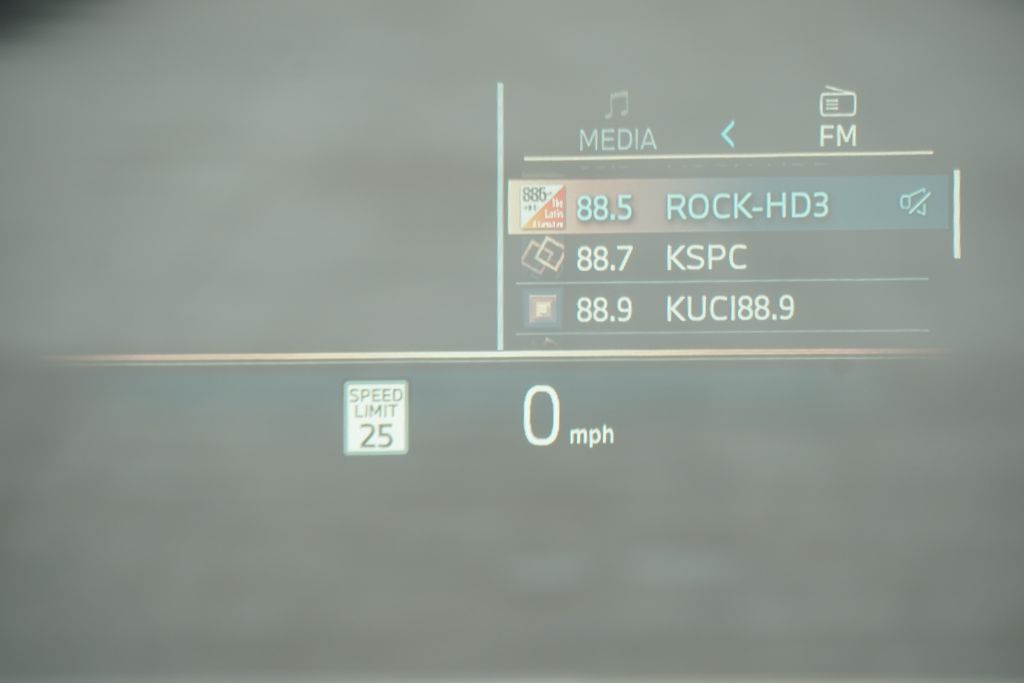 MEDIA
FM
88.5 ROCK-HD3
88.7 KSPC
88.9 KUCI88.9
SPEED
LIMIT
25
0 mph